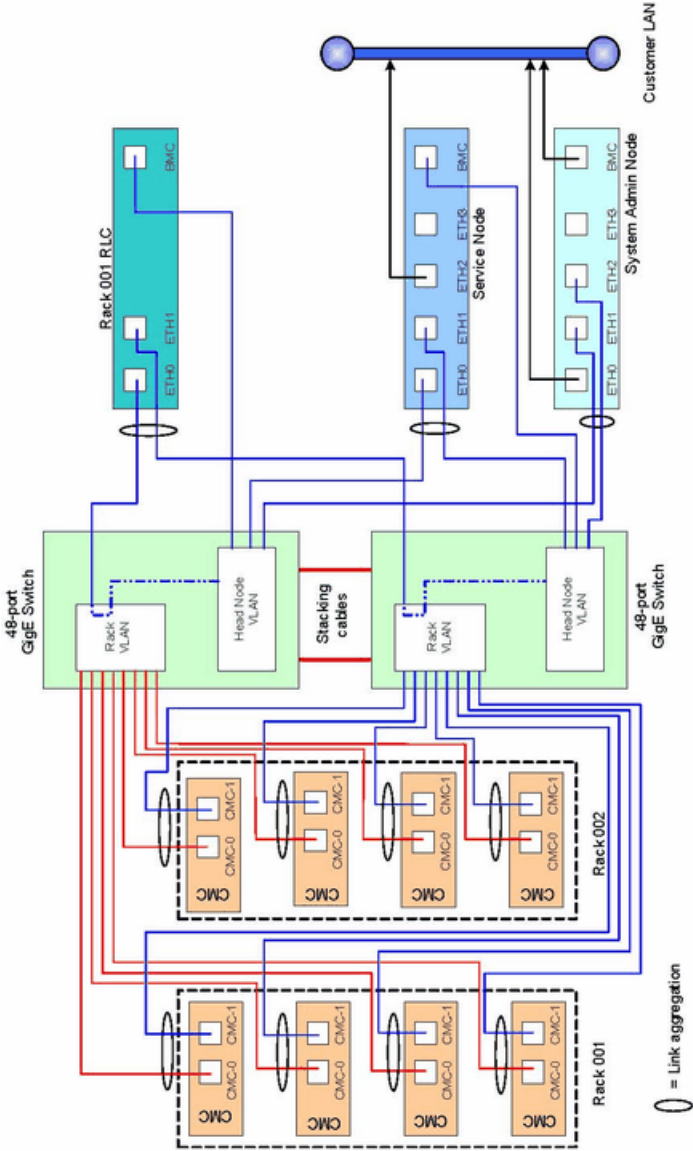 Customer LAN
Rack 001 RLC
ETH0
ETH1
BMC
Service Node
ETH0
ETH1
ETH2
ETH3
BMC
System Admin Node
ETH0
ETH1
ETH2
ETH3
BMC
48-port
GigE Switch
Rack
VLAN
Head Node
VLAN
Stacking
cables
48-port
GigE Switch
Rack
VLAN
Head Node
VLAN
CMC
CMC-0
CMC-1
CMC
CMC-0
CMC-1
CMC
CMC-0
CMC-1
CMC
CMC-0
CMC-1
Rack 002
CMC
CMC-0
CMC-1
CMC
CMC-0
CMC-1
CMC
CMC-0
CMC-1
CMC
CMC-0
CMC-1
Rack 001
= Link aggregation